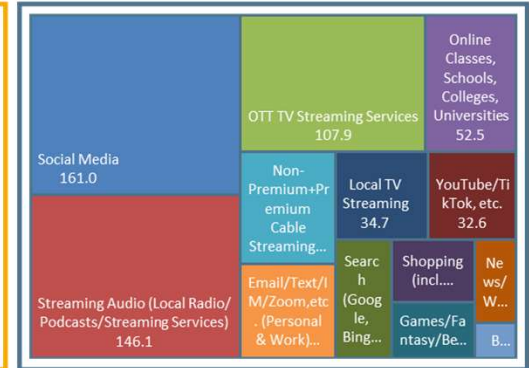 Social Media
161.0
OTT TV Streaming Services
107.9
Online
Classes,
Schools,
Colleges,
Universities
52.5
Non-
Premium+Pr
emium
Cable
Streaming...
Local TV
Streaming
34.7
YouTube/Ti
kTok, etc.
32.6
Streaming Audio (Local Radio/
Podcasts/Streaming Services)
146.1
Email/Text/I
M/Zoom,etc
. (Personal
& Work)...
Searc
h
(Goog
le,
Bing...
Shopping
(incl....
Ne
ws/
W...
Games/Fa
ntasy/Be...
B...